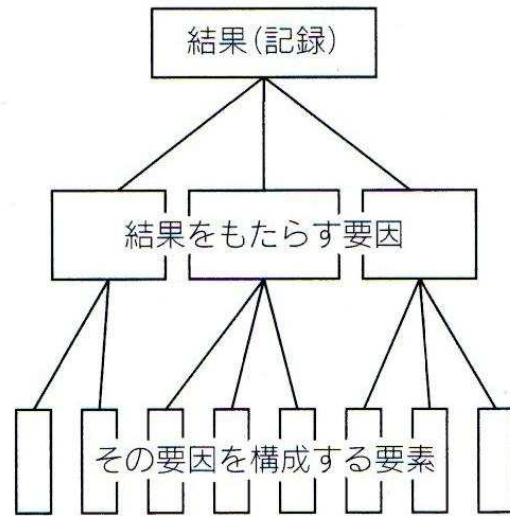 結果(記録)
結果をもたらす要因
その要因を構成する要素